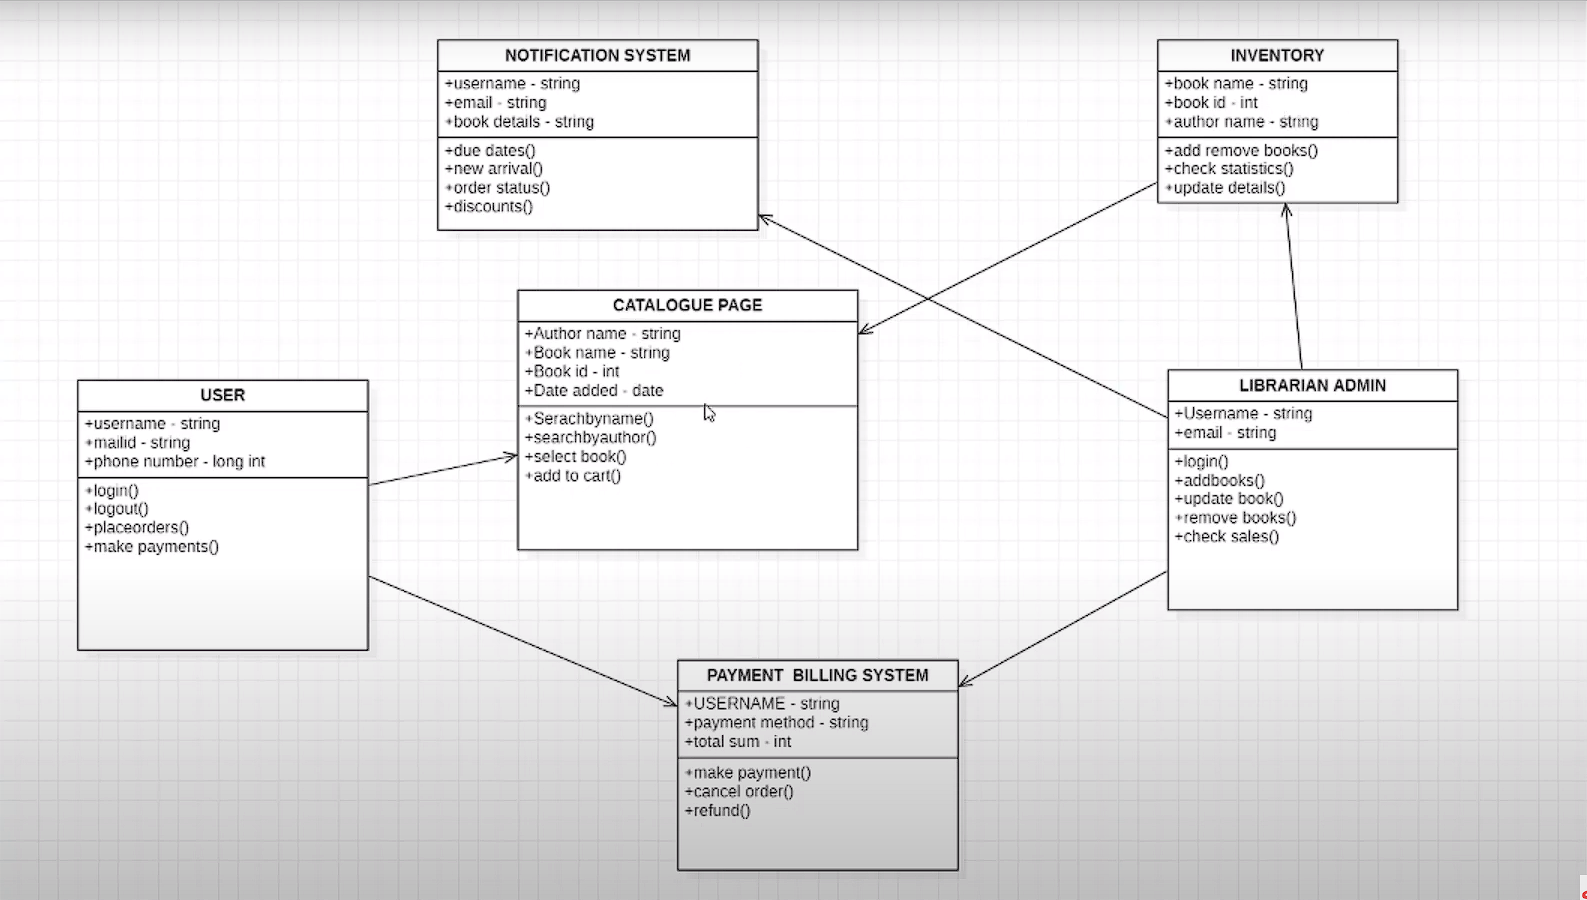 NOTIFICATION SYSTEM
+username - string
+email - string
+book details - string
+due dates()
+new arrival()
+order status()
+discounts()
INVENTORY
+book name - string
+book id - int
+author name - string
+add remove books()
+check statistics()
+update details()
CATALOGUE PAGE
+Author name - string
+Book name - string
+Book id - int
+Date added - date
+Serachbyname()
+searchbyauthor()
+select book()
+add to cart()
USER
+username - string
+mailid - string
+phone number - long int
+login()
+logout()
+placeorders()
+make payments()
LIBRARIAN ADMIN
+Username - string
+email - string
+login()
+addbooks()
+update book()
+remove books()
+check sales()
PAYMENT  BILLING SYSTEM
+USERNAME - string
+payment method - string
+total sum - int
+make payment()
+cancel order()
+refund()